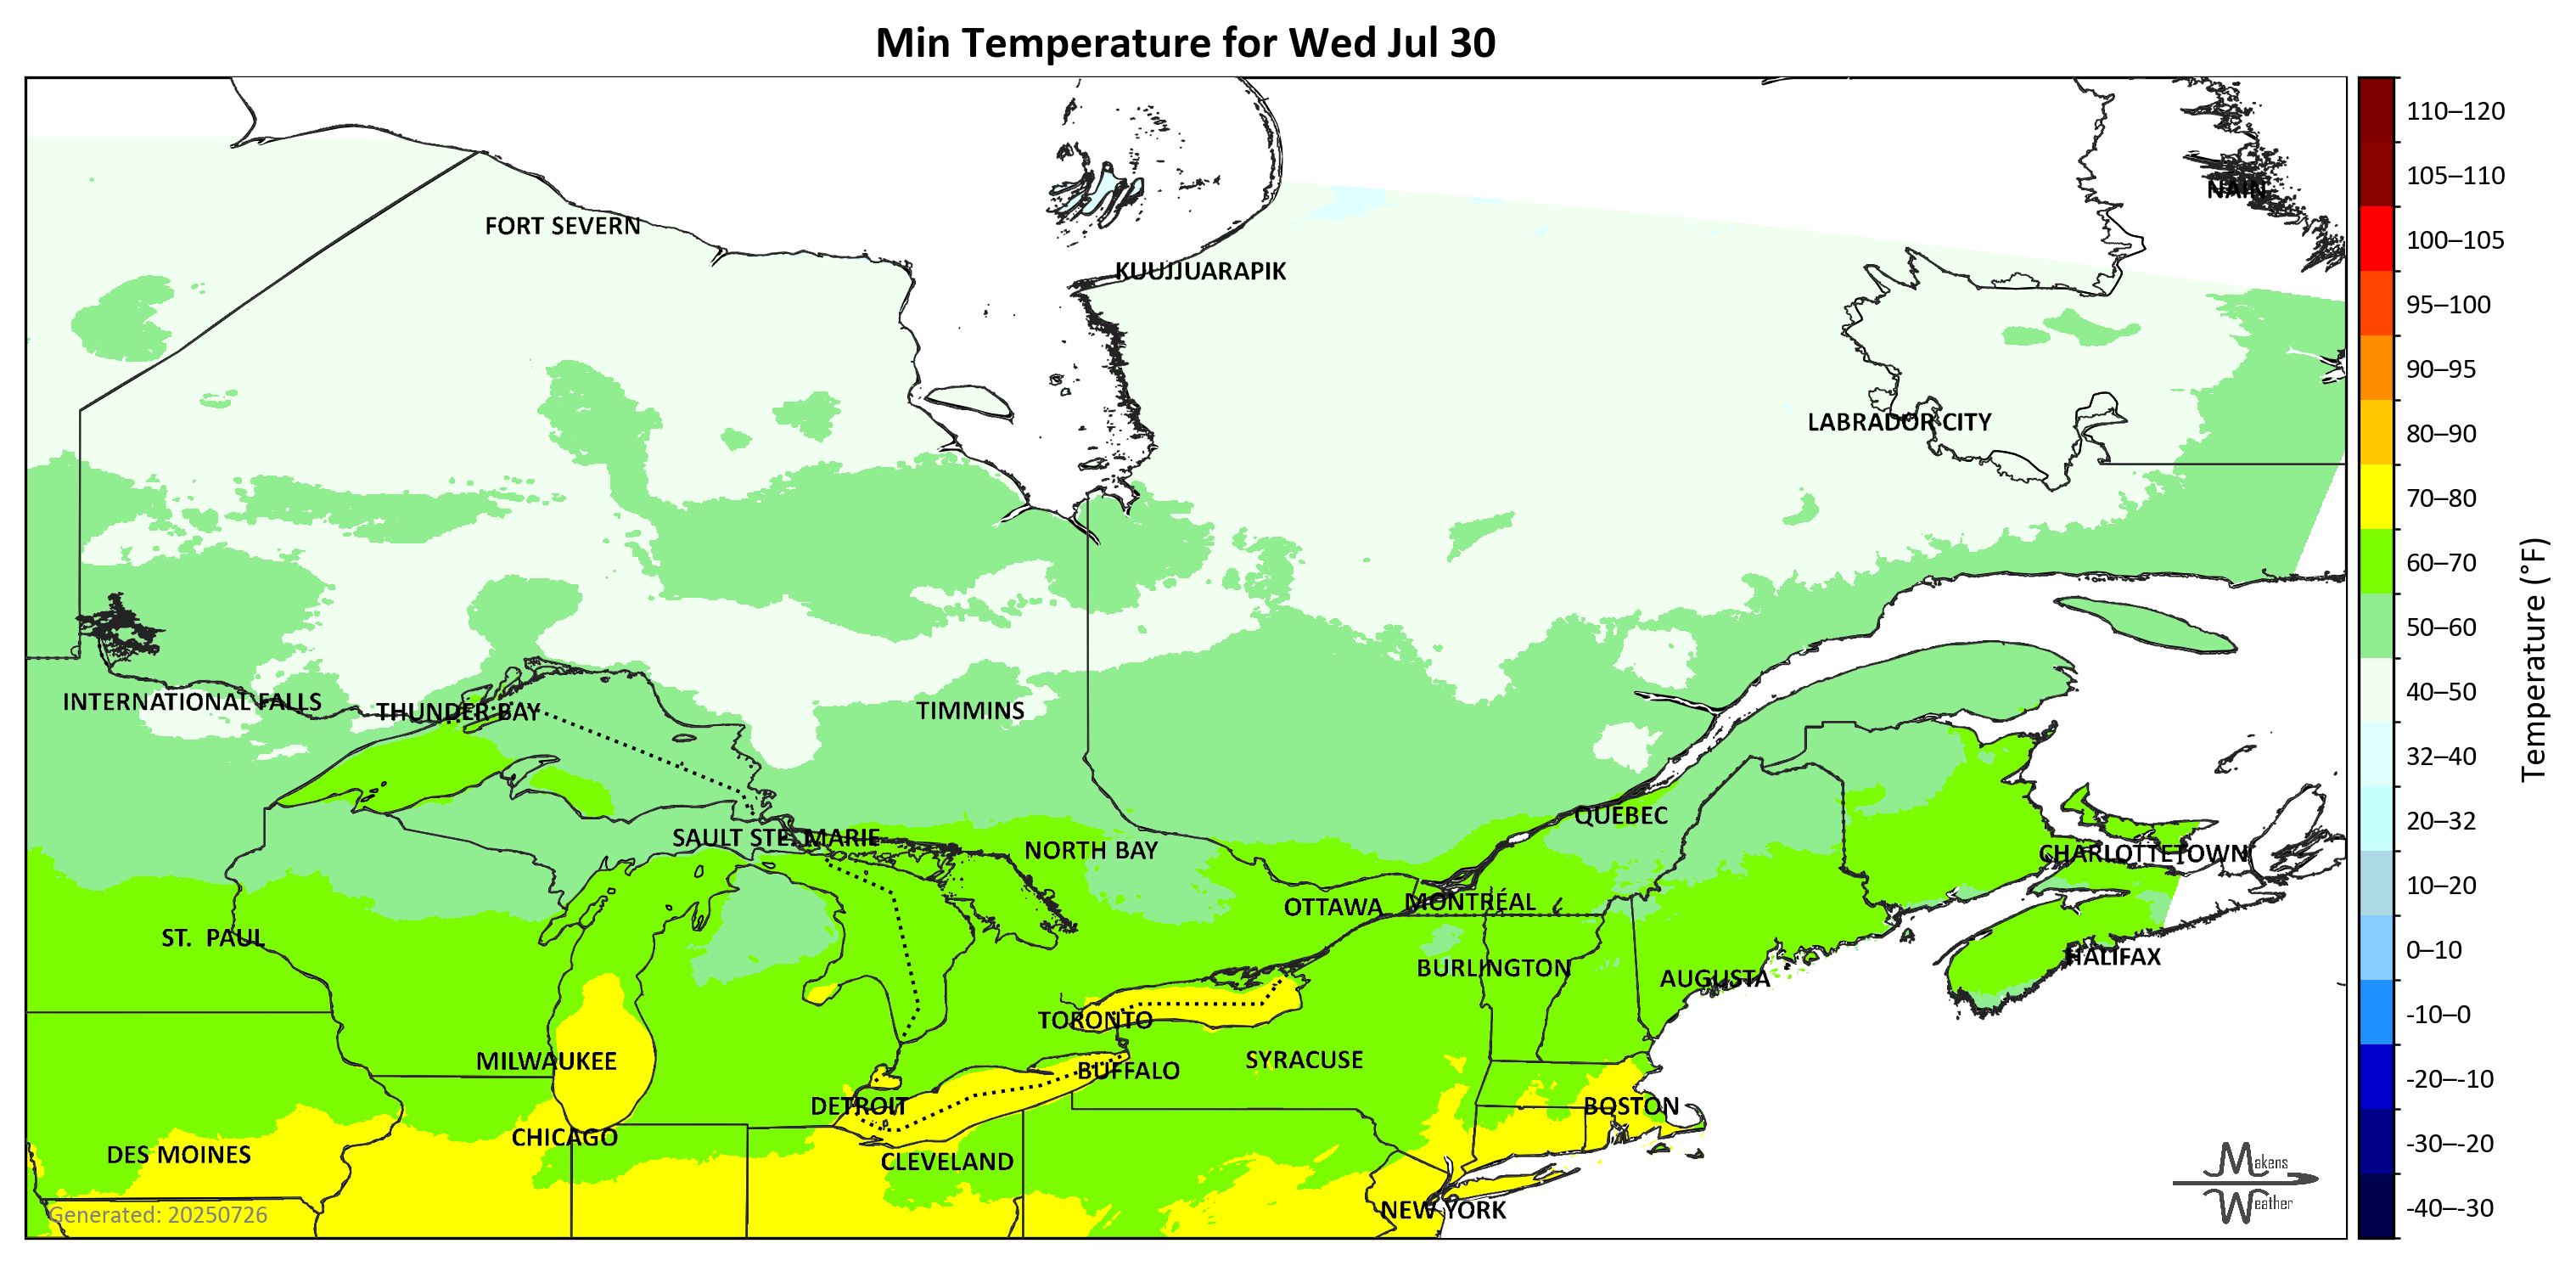 Min Temperature for Wed Jul 30
110–120
105–110
100–105
95–100
90–95
80–90
70–80
60–70
50–60
40–50
32–40
20–32
10–20
0–10
-10–0
-20–-10
-30–-20
-40–-30
Temperature (°F)
NAIN
FORT SEVERN
KUUJJUARAPIK
LABRADOR CITY
INTERNATIONAL FALLS
THUNDER BAY
TIMMINS
QUÉBEC
SAULT STE. MARIE
NORTH BAY
CHARLOTTETOWN
OTTAWA
MONTRÉAL
ST. PAUL
HALIFAX
BURLINGTON
AUGUSTA
TORONTO
MILWAUKEE
SYRACUSE
BUFFALO
DETROIT
BOSTON
CHICAGO
DES MOINES
CLEVELAND
NEW YORK
Generated: 20250726
Makens
Weather